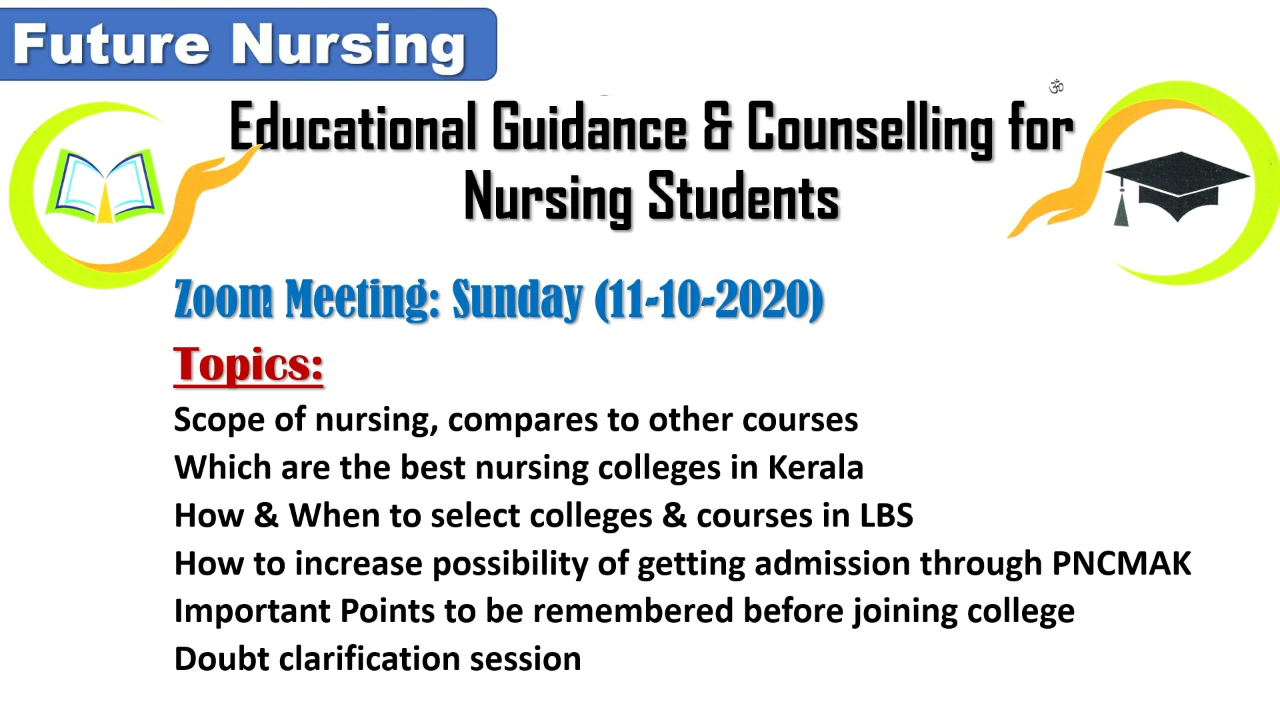 Future Nursing
ॐ
Educational Guidance & Counselling for
Nursing Students
Zoom Meeting: Sunday (11-10-2020)
Topics:
Scope of nursing, compares to other courses
Which are the best nursing colleges in Kerala
How & When to select colleges & courses in LBS
How to increase possibility of getting admission through PNCMAK
Important Points to be remembered before joining college
Doubt clarification session